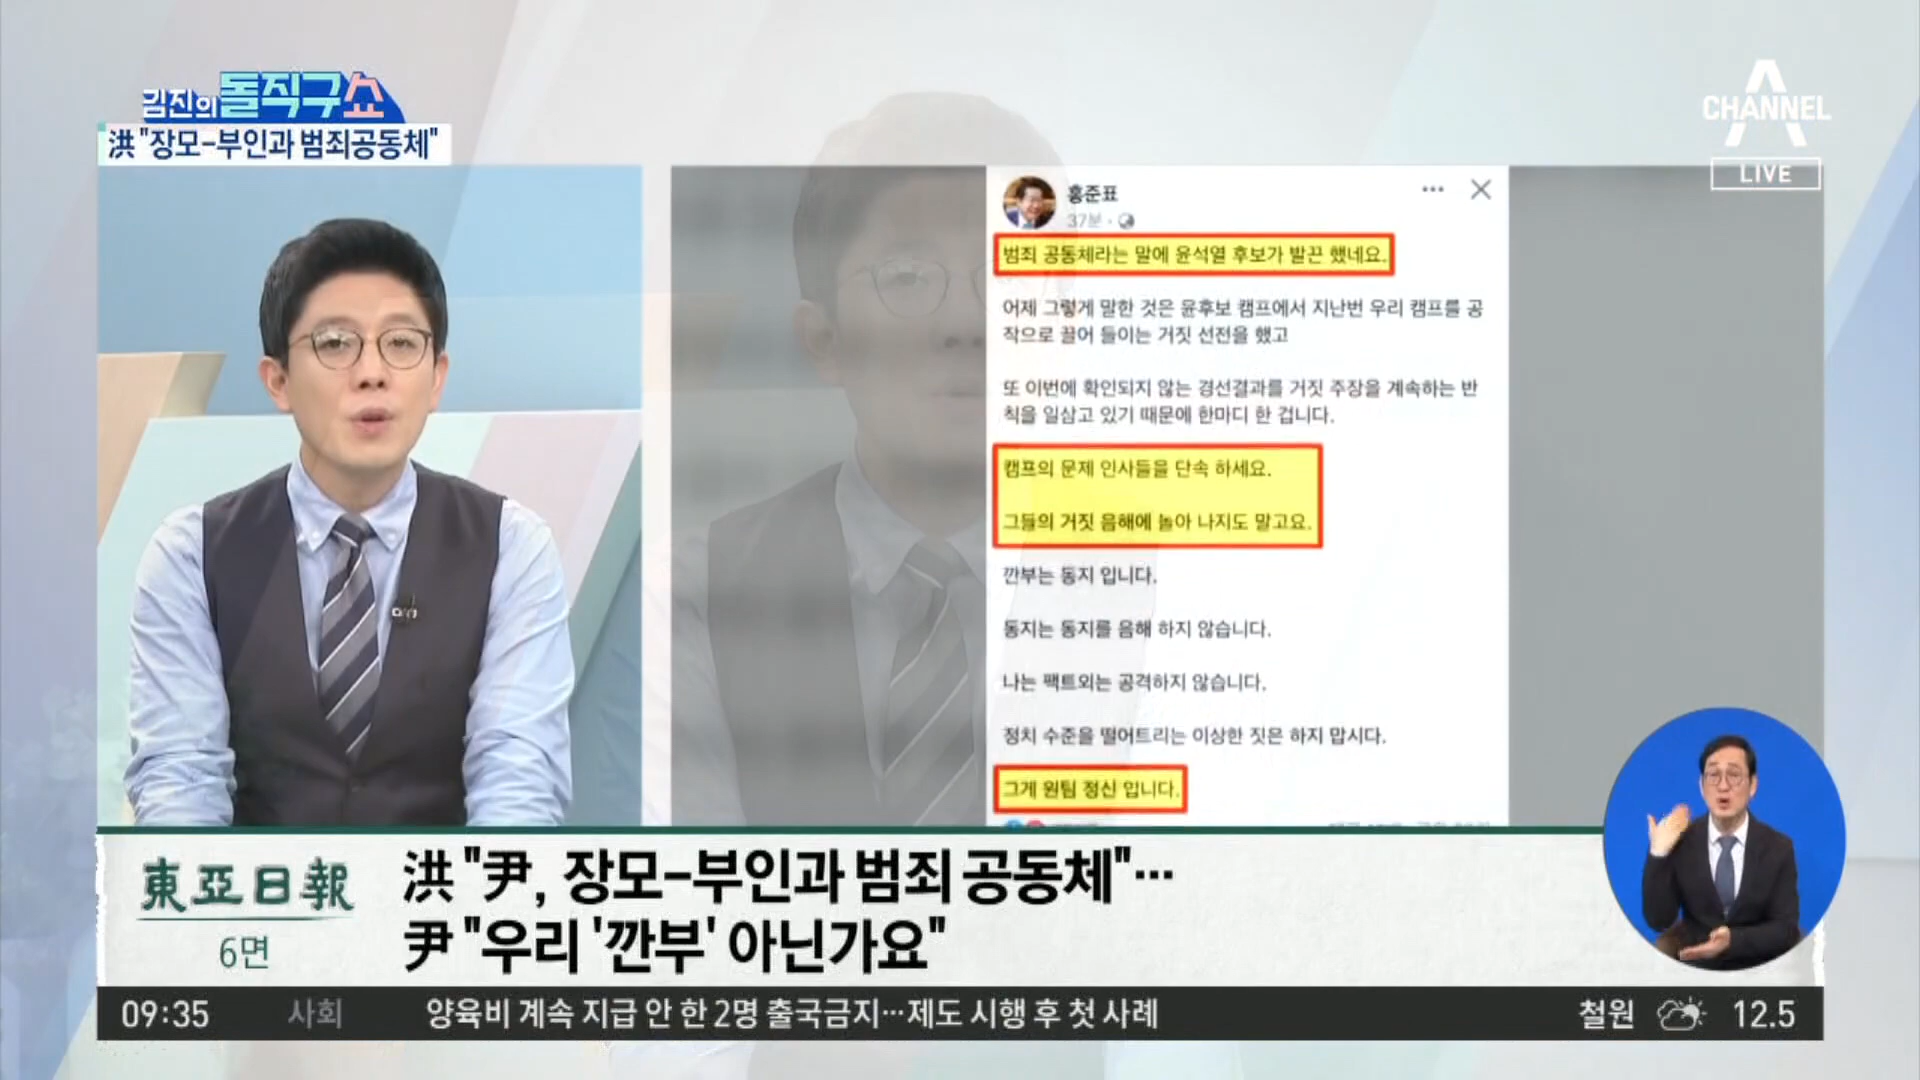 김진의 돌직구쇼
洪 "장모-부인과 범죄공동체"
CHANNEL A
LIVE
홍준표
37분 ·
범죄 공동체라는 말에 윤석열 후보가 발끈 했네요.
어제 그렇게 말한 것은 윤후보 캠프에서 지난번 우리 캠프를 공
작으로 끌어 들이는 거짓 선전을 했고
또 이번에 확인되지 않는 경선결과를 거짓 주장을 계속하는 반
칙을 일삼고 있기 때문에 한마디 한 겁니다.
캠프의 문제 인사들을 단속 하세요.
그들의 거짓 음해에 놀아 나지도 말고요.
깐부는 동지 입니다.
동지는 동지를 음해 하지 않습니다.
나는 팩트외는 공격하지 않습니다.
정치 수준을 떨어트리는 이상한 짓은 하지 맙시다.
그게 원팀 정신 입니다.
東亞日報
6면
洪 "尹, 장모-부인과 범죄 공동체"…
尹 "우리 '깐부' 아닌가요"
09:35 사회 양육비 계속 지급 안 한 2명 출국금지…제도 시행 후 첫 사례 철원 12.5